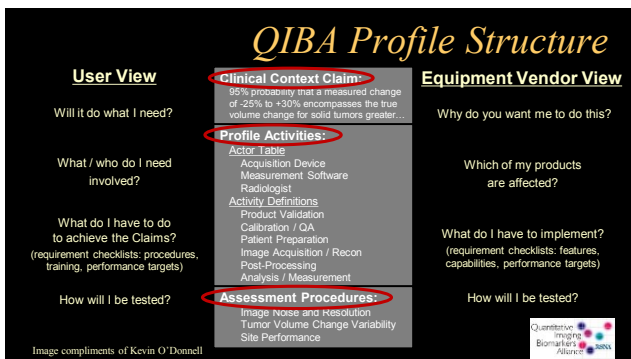 QIBA Profile Structure
User View
Will it do what I need?
What / who do I need
involved?
What do I have to do
to achieve the Claims?
(requirement checklists: procedures,
training, performance targets)
How will I be tested?
Clinical Context Claim:
95% probability that a measured change
of -25% to +30% encompasses the true
volume change for solid tumors greater…
Profile Activities:
Actor Table
Acquisition Device
Measurement Software
Radiologist
Activity Definitions
Product Validation
Calibration / QA
Patient Preparation
Image Acquisition / Recon
Post-Processing
Analysis / Measurement
Assessment Procedures:
Image Noise and Resolution
Tumor Volume Change Variability
Site Performance
Equipment Vendor View
Why do you want me to do this?
Which of my products
are affected?
What do I have to implement?
(requirement checklists: features,
capabilities, performance targets)
How will I be tested?
Image compliments of Kevin O'Donnell
Quantitative
Imaging
Biomarkers
Alliance
RSNA